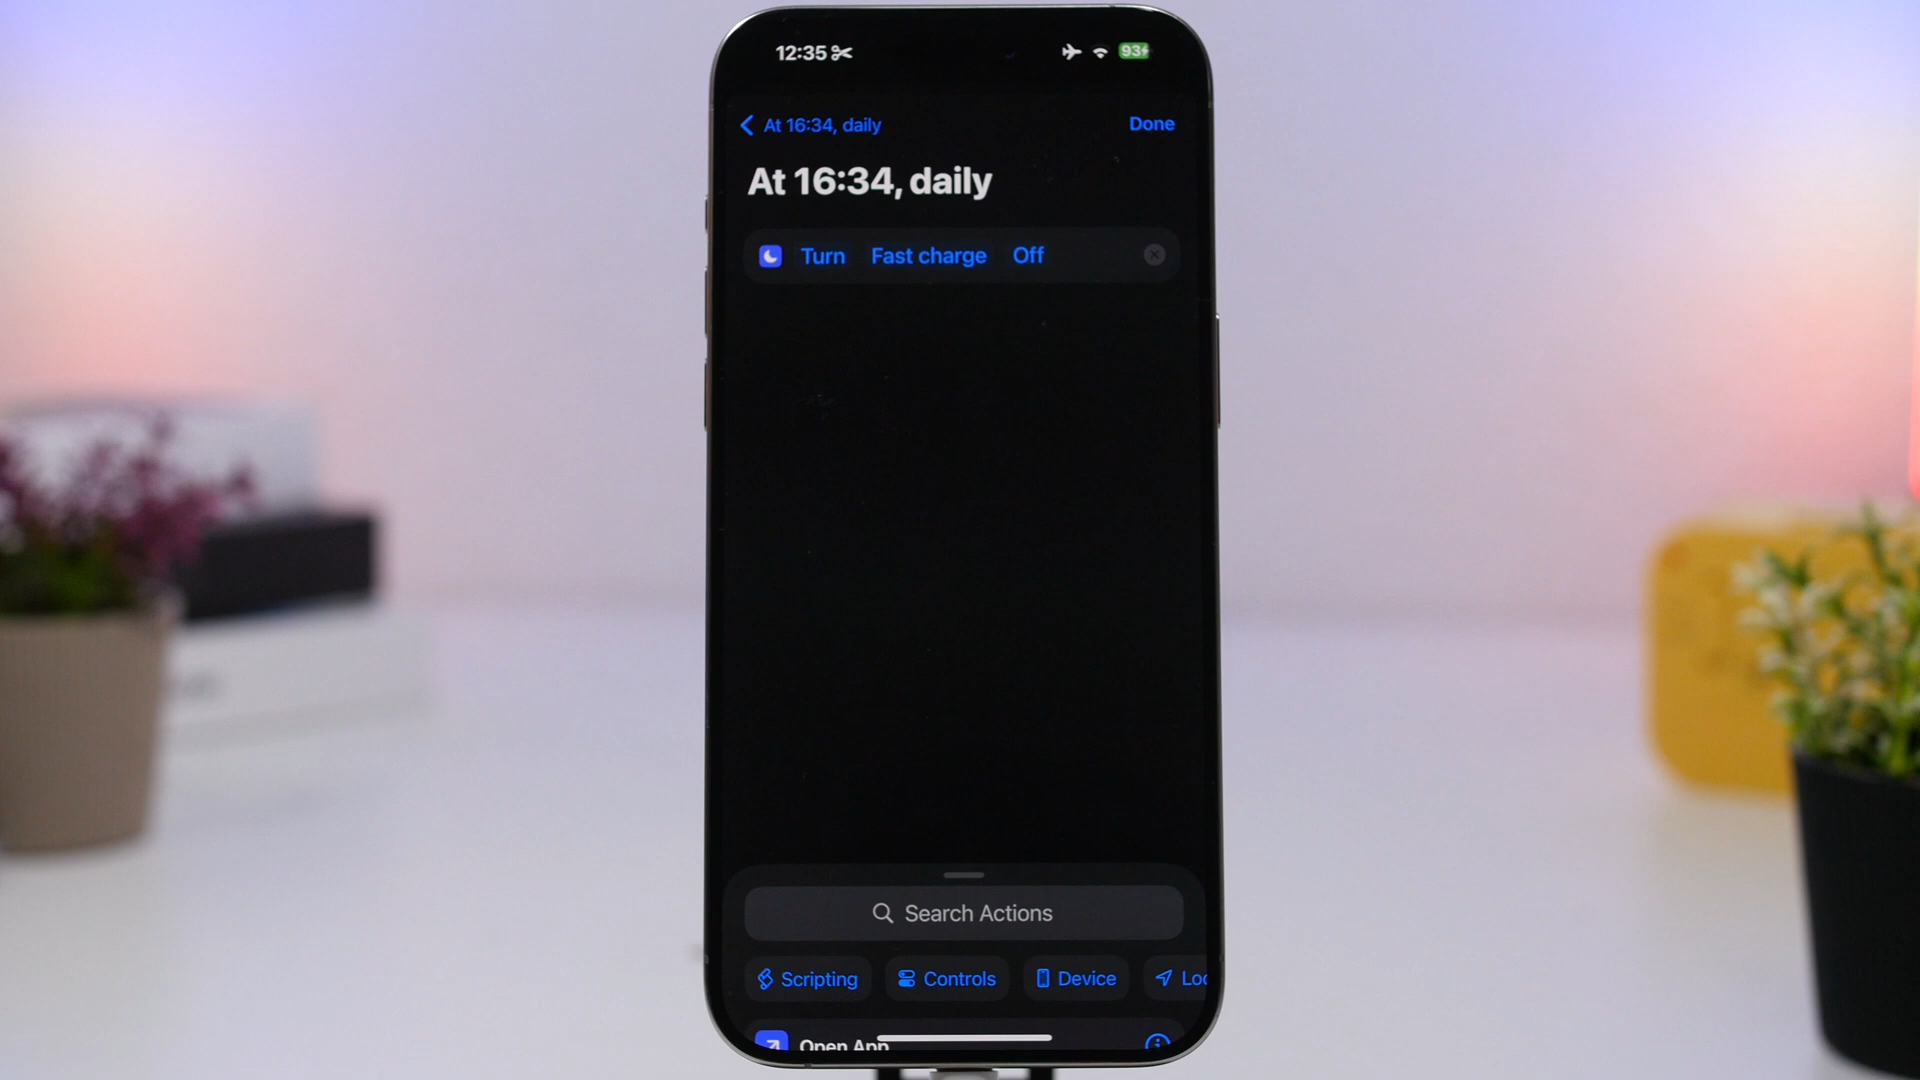 12:35
93
At 16:34, daily
Done
At 16:34, daily
Turn Fast charge Off
Search Actions
Scripting Controls Device Loc
Open App